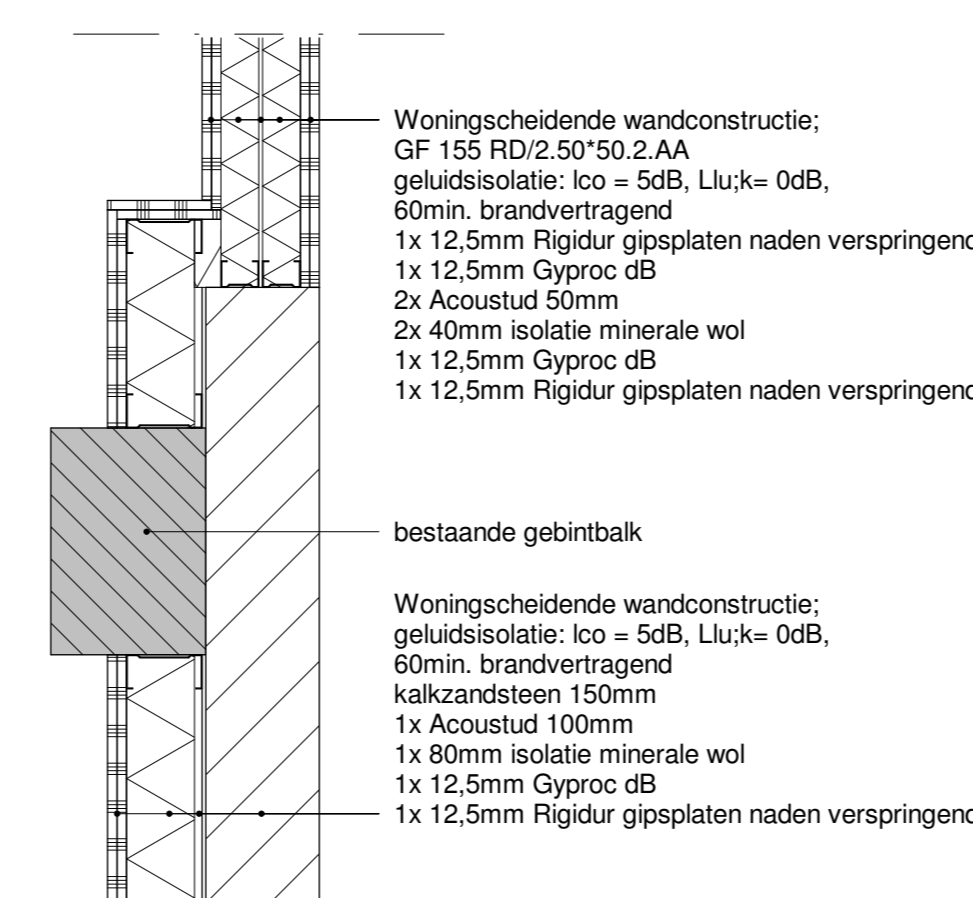 Woningscheidende wandconstructie;
GF 155 RD/2.50*50.2.AA
geluidsisolatie: Ico = 5dB, Llu;k= 0dB,
60min. brandvertragend
1x 12,5mm Rigidur gipsplaten naden verspringend
1x 12,5mm Gyproc dB
2x Acoustud 50mm
2x 40mm isolatie minerale wol
1x 12,5mm Gyproc dB
1x 12,5mm Rigidur gipsplaten naden verspringend
bestaande gebintbalk
Woningscheidende wandconstructie;
geluidsisolatie: Ico = 5dB, Llu;k= 0dB,
60min. brandvertragend
kalkzandsteen 150mm
1x Acoustud 100mm
1x 80mm isolatie minerale wol
1x 12,5mm Gyproc dB
1x 12,5mm Rigidur gipsplaten naden verspringend